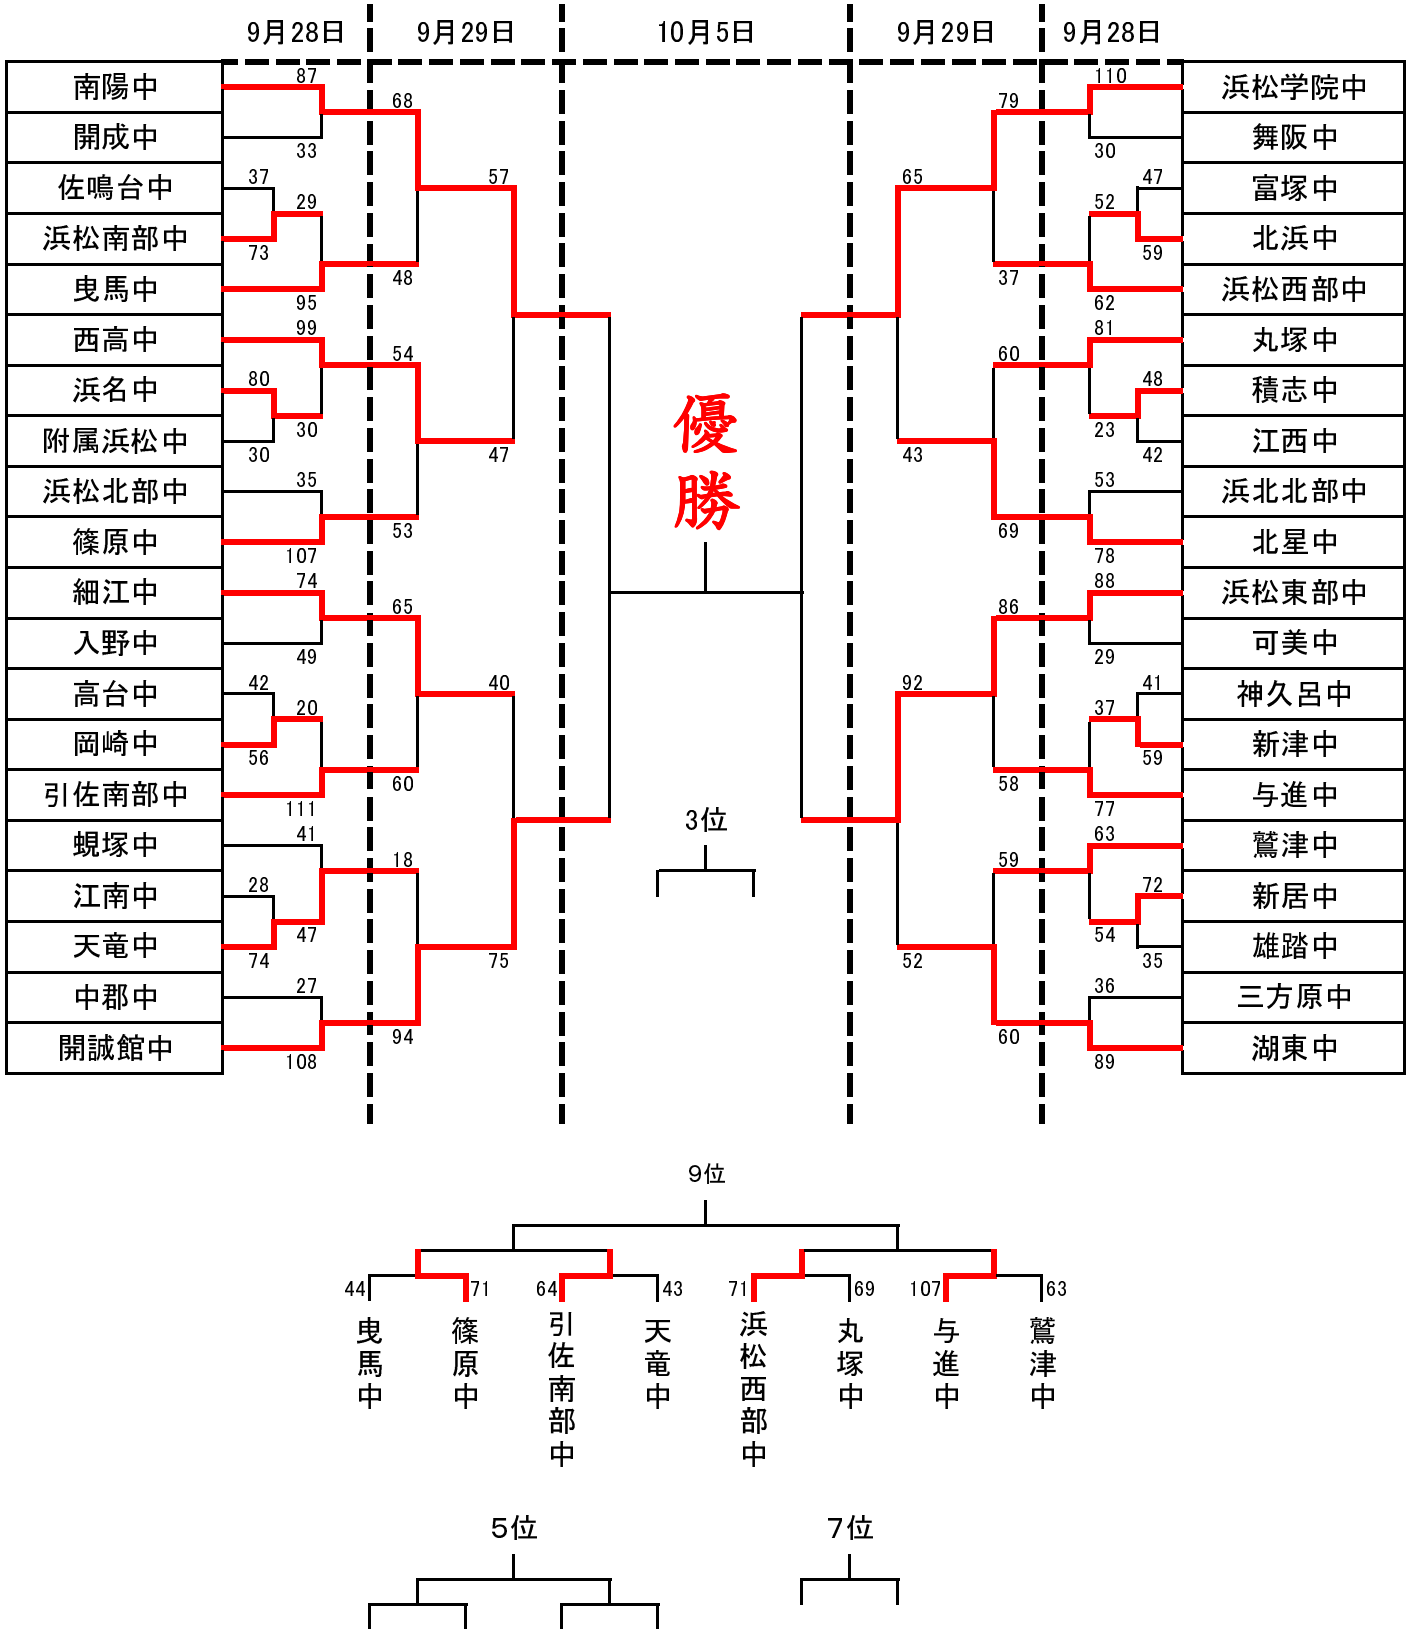 9月28日 9月29日 10月5日 9月29日 9月28日
南陽中 87 68 79 110 浜松学院中
開成中 33 57 65 30 舞阪中
佐鳴台中 37 29 52 47 富塚中
浜松南部中 73 48 37 59 北浜中
曳馬中 95 62 浜松西部中
西高中 99 54 60 81 丸塚中
浜名中 80 30 23 48 積志中
附属浜松中 30 47 43 42 江西中
浜松北部中 35 53 69 53 浜北北部中
篠原中 107 78 北星中
優勝
細江中 74 65 86 88 浜松東部中
入野中 49 40 92 29 可美中
高台中 42 20 37 41 神久呂中
岡崎中 56 60 58 59 新津中
引佐南部中 111 77 与進中
3位
蜆塚中 41 18 59 63 鷲津中
江南中 28 47 54 72 新居中
天竜中 74 75 52 35 雄踏中
中郡中 27 94 60 36 三方原中
開誠館中 108 89 湖東中
9位
44 71 64 43 71 69 107 63
曳馬中
篠原中
引佐南部中
天竜中
浜松西部中
丸塚中
与進中
鷲津中
5位 7位